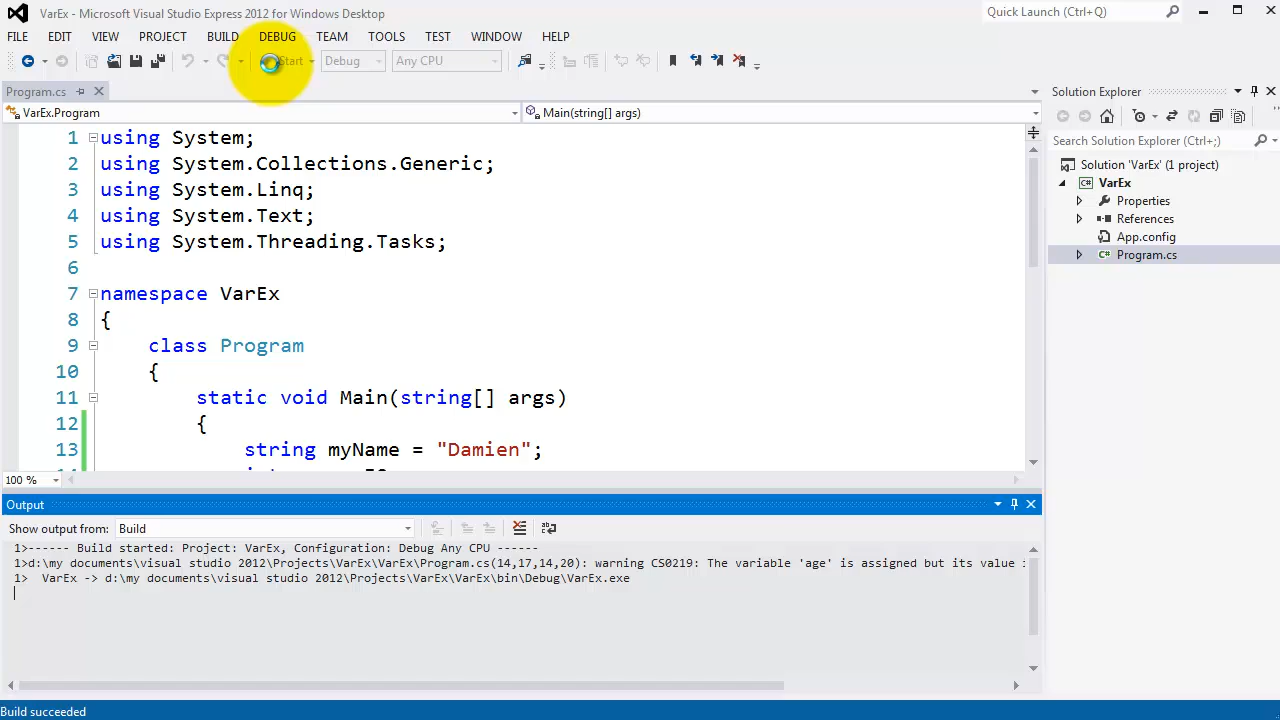 VarEx - Microsoft Visual Studio Express 2012 for Windows Desktop
Quick Launch (Ctrl+Q)
FILE EDIT VIEW PROJECT BUILD DEBUG TEAM TOOLS TEST WINDOW HELP
Start Debug Any CPU
Program.cs
VarEx.Program
Main(string[] args)
1 using System;
2 using System.Collections.Generic;
3 using System.Linq;
4 using System.Text;
5 using System.Threading.Tasks;
6
7 namespace VarEx
8 {
9 class Program
10 {
11 static void Main(string[] args)
12 {
13 string myName = "Damien";
100 %
Output
Show output from: Build
1>------ Build started: Project: VarEx, Configuration: Debug Any CPU ------
1>d:\my documents\visual studio 2012\Projects\VarEx\VarEx\Program.cs(14,17,14,20): warning CS0219: The variable 'age' is assigned but its value
1> VarEx -> d:\my documents\visual studio 2012\Projects\VarEx\VarEx\bin\Debug\VarEx.exe
Build succeeded
Solution Explorer
Search Solution Explorer (Ctrl+;)
Solution 'VarEx' (1 project)
VarEx
Properties
References
App.config
Program.cs